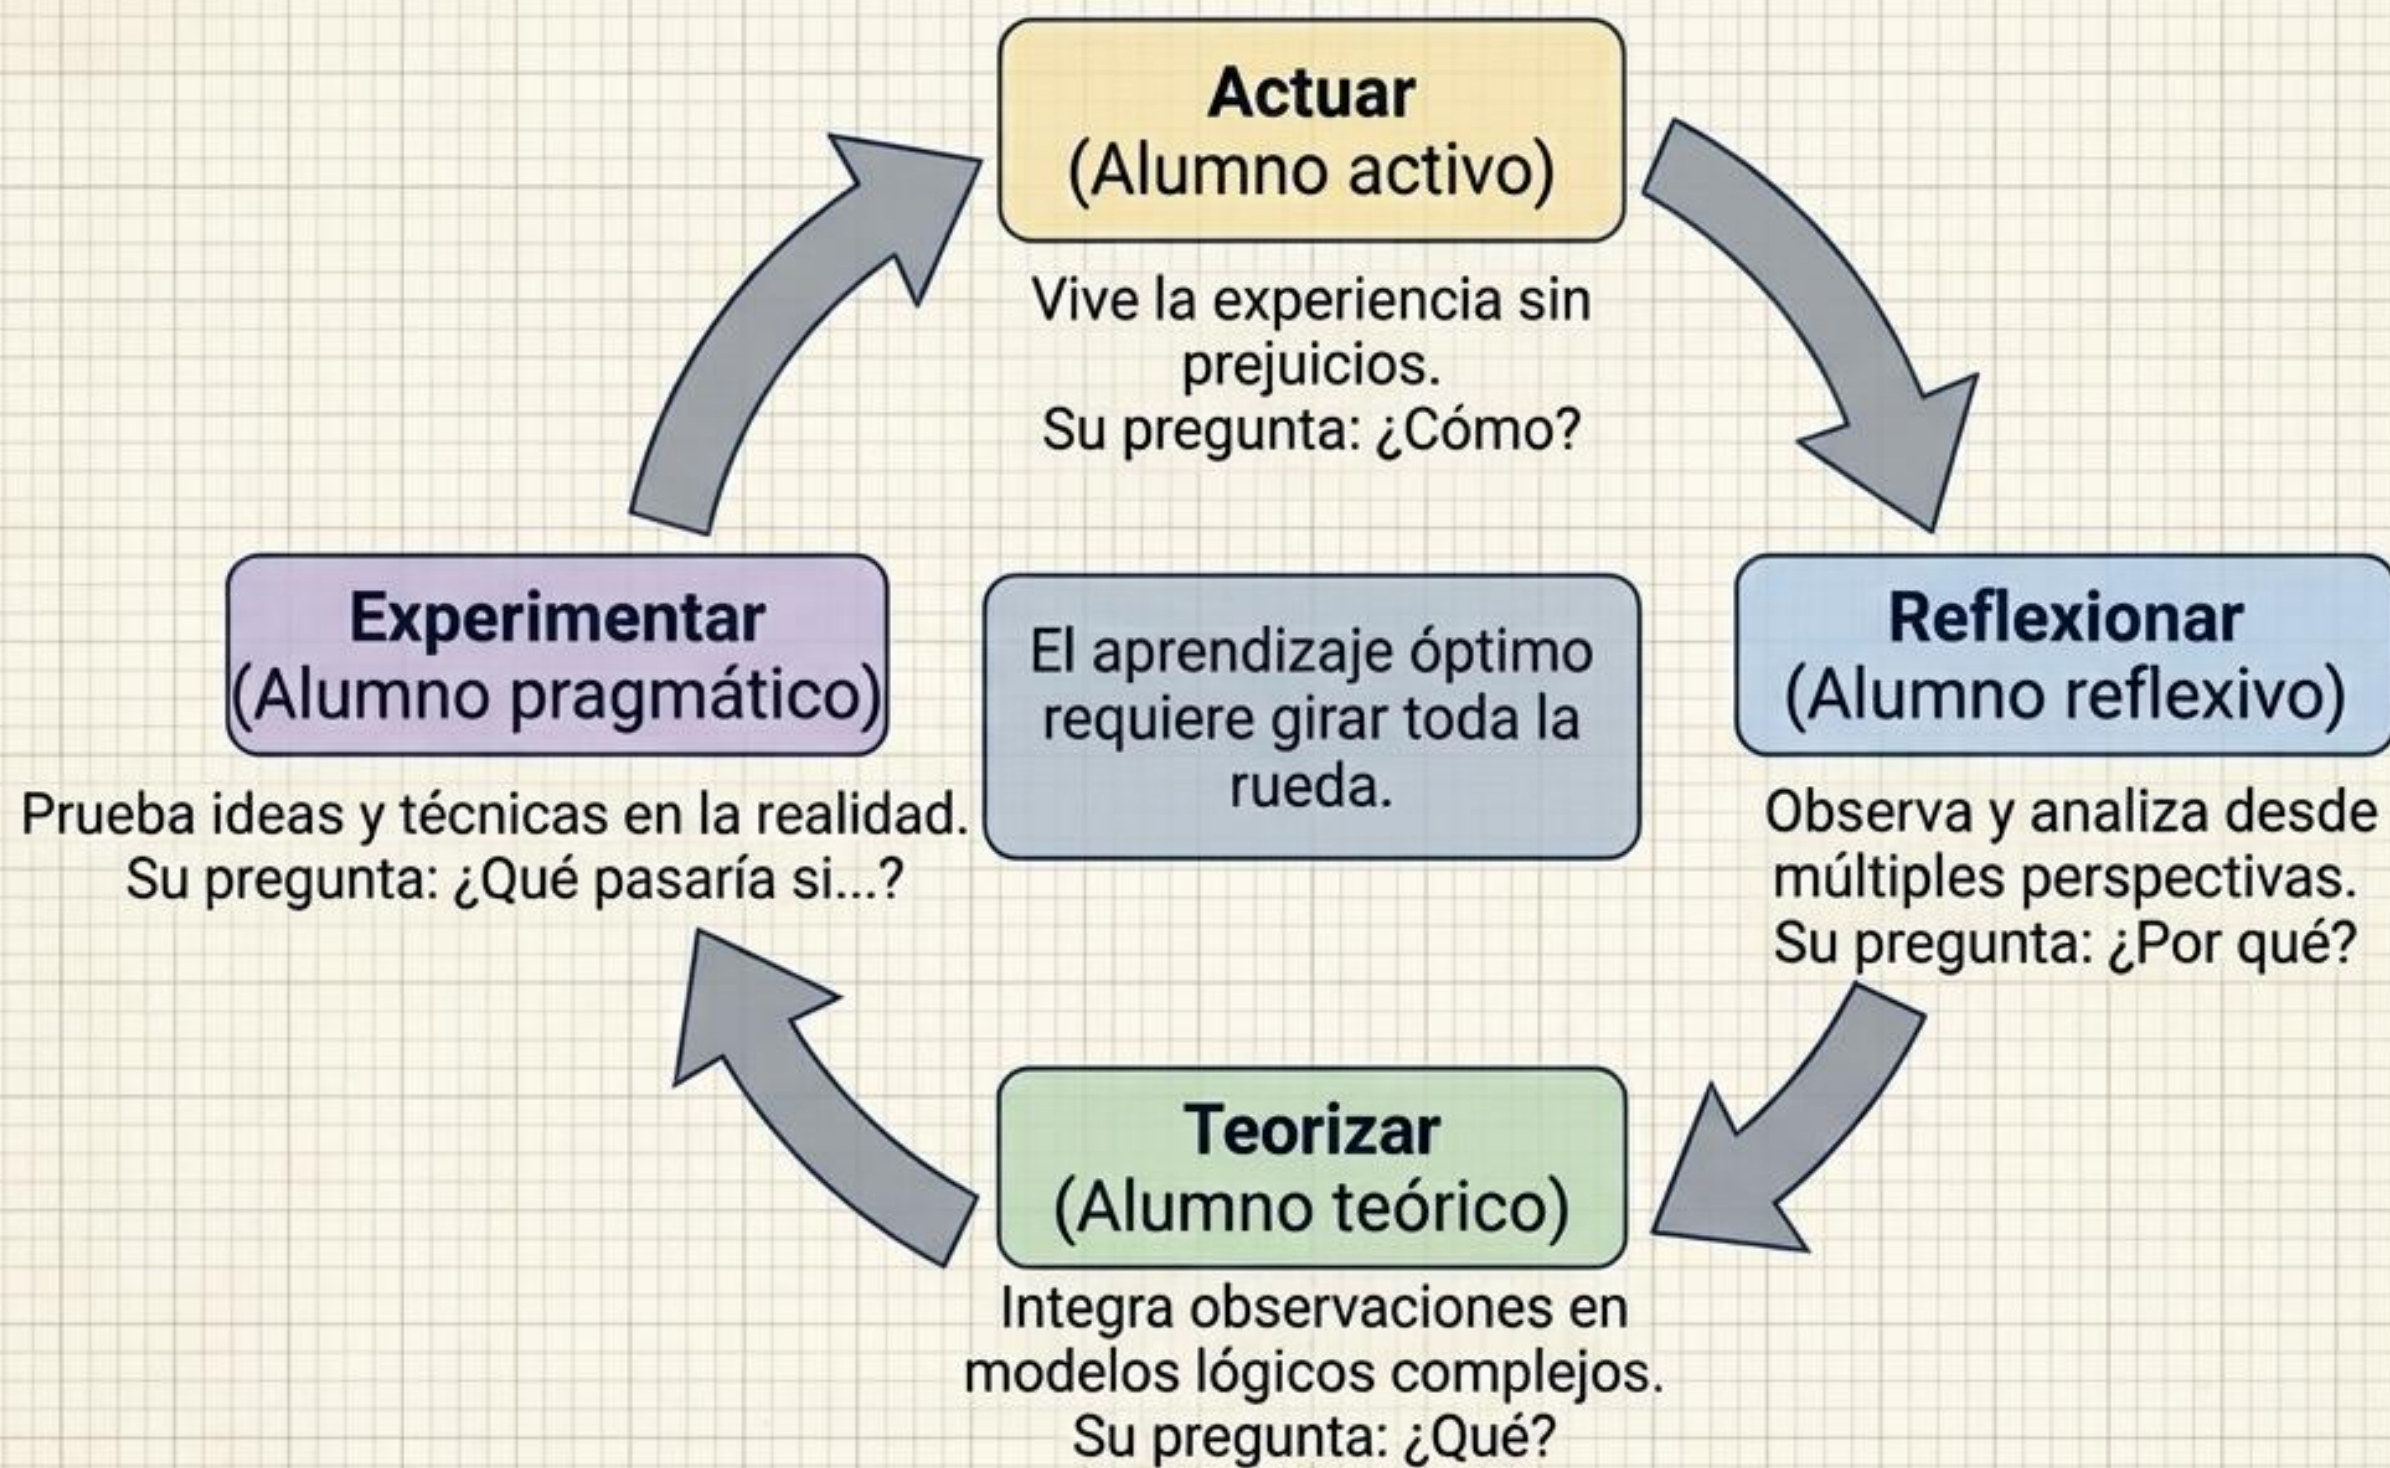 Actuar
(Alumno activo)
Vive la experiencia sin
prejuicios.
Su pregunta: ¿Cómo?
Experimentar
(Alumno pragmático)
Prueba ideas y técnicas en la realidad.
Su pregunta: ¿Qué pasaría si...?
El aprendizaje óptimo
requiere girar toda la
rueda.
Reflexionar
(Alumno reflexivo)
Observa y analiza desde
múltiples perspectivas.
Su pregunta: ¿Por qué?
Teorizar
(Alumno teórico)
Integra observaciones en
modelos lógicos complejos.
Su pregunta: ¿Qué?